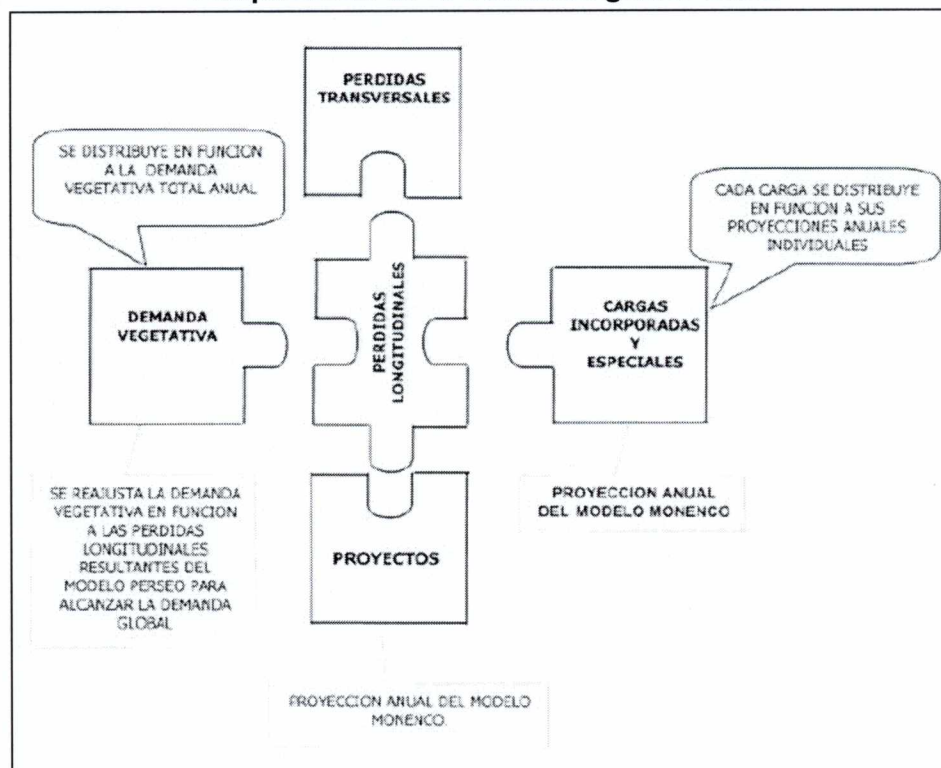 PERDIDAS
TRANSVERSALES
SE DISTRIBUYE EN FUNCION
A LA DEMANDA
VEGETATIVA TOTAL ANUAL
CADA CARGA SE DISTRIBUYE
EN FUNCION A SUS
PROYECCIONES ANUALES
INDIVIDUALES
DEMANDA
VEGETATIVA
PERDIDAS
LONGITUDINALES
CARGAS
INCORPORADAS
Y
ESPECIALES
SE REAJUSTA LA DEMANDA
VEGETATIVA EN FUNCION
A LAS PERDIDAS
LONGITUDINALES
RESULTANTES DEL
MODELO PERSEO PARA
ALCANZAR LA DEMANDA
GLOBAL
PROYECCION ANUAL
DEL MODELO MONENCO
PROYECTOS
PROYECCION ANUAL DEL MODELO
MONENCO.